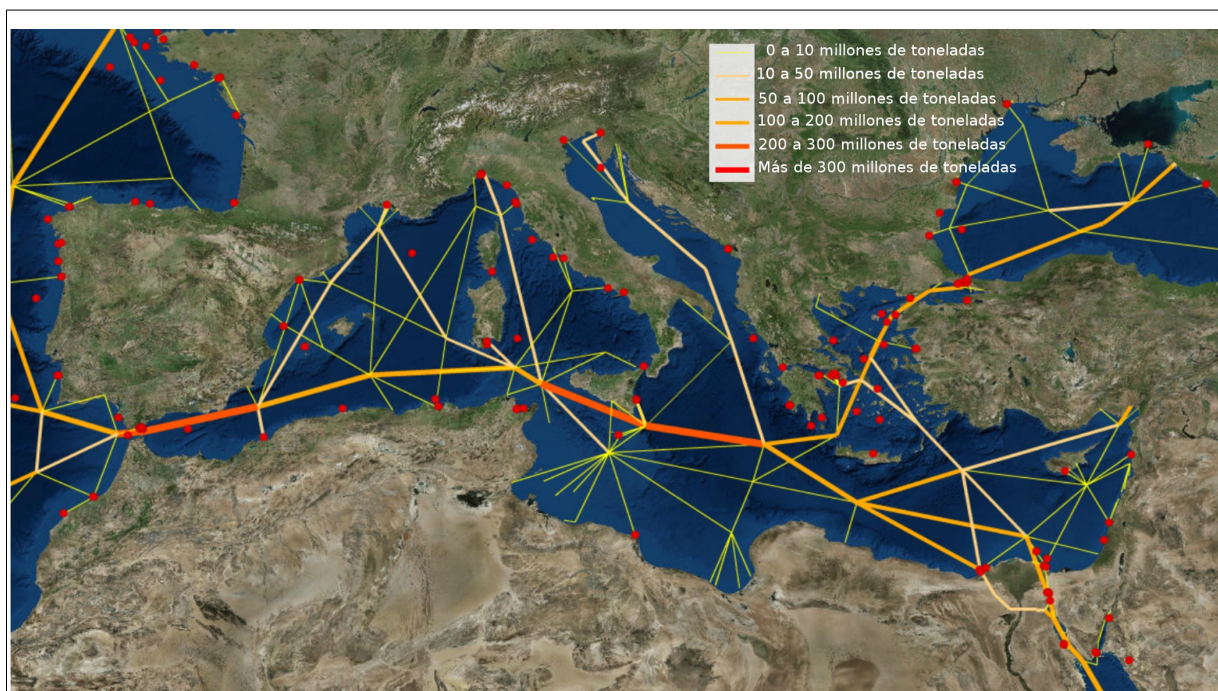 0 a 10 millones de toneladas
10 a 50 millones de toneladas
50 a 100 millones de toneladas
100 a 200 millones de toneladas
200 a 300 millones de toneladas
Más de 300 millones de toneladas